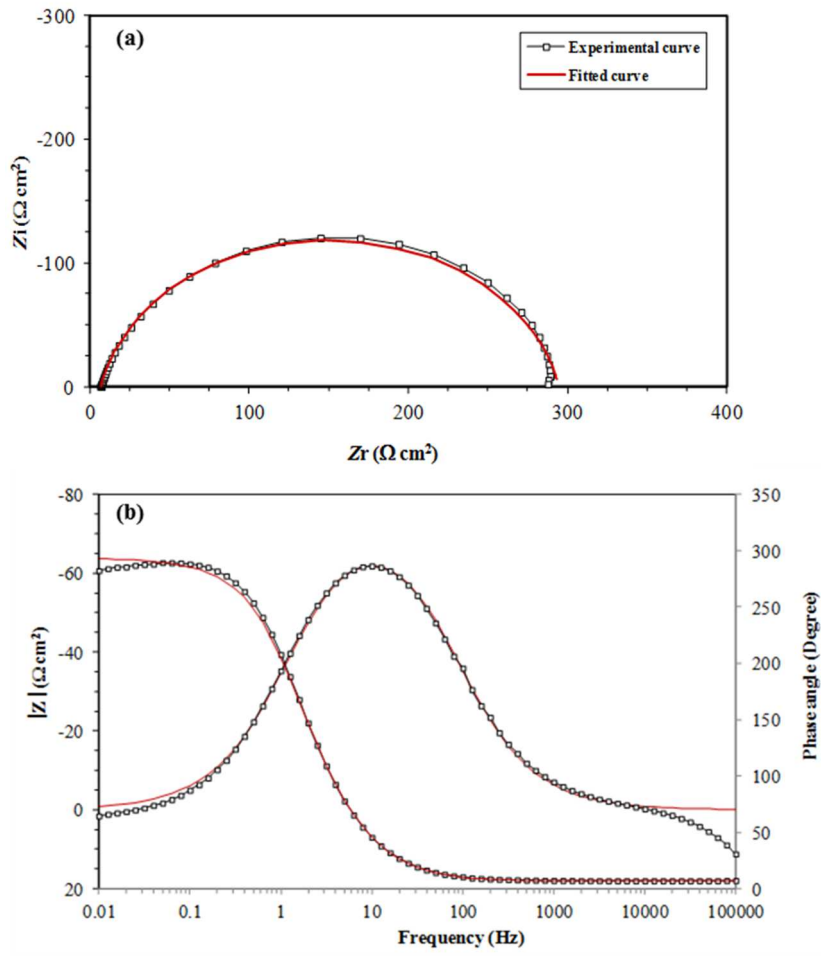 (a)
Experimental curve
Fitted curve
-300
-200
-100
0
Zi (Ω cm²)
0 100 200 300 400
Zr (Ω cm²)
(b)
-80
-60
-40
-20
0
20
|Z| (Ω cm²)
350
300
250
200
150
100
50
0
Phase angle (Degree)
0.01 0.1 1 10 100 1000 10000 100000
Frequency (Hz)